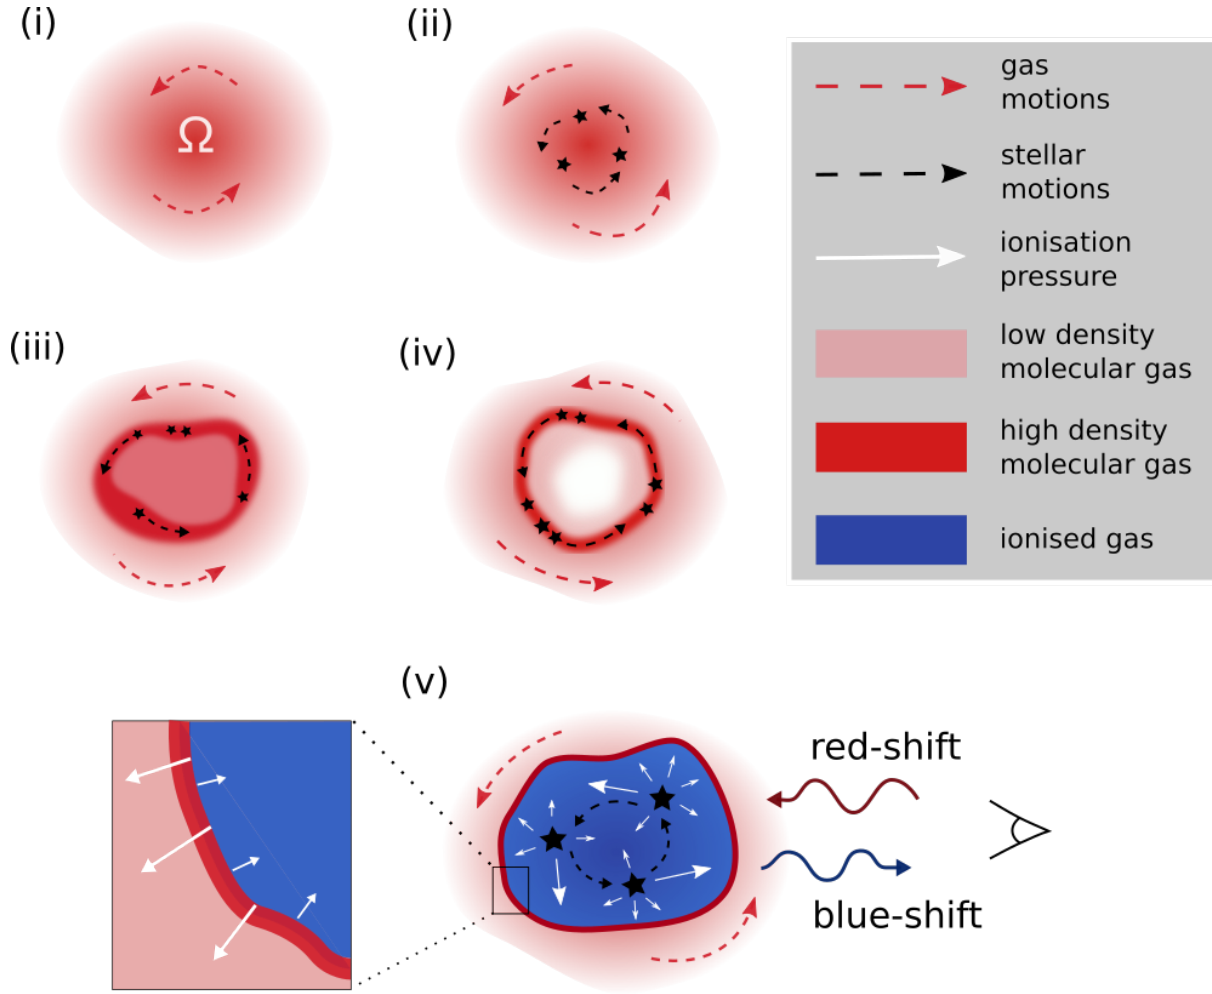 (i)
(ii)
Ω
gas
motions
stellar
motions
ionisation
pressure
low density
molecular gas
high density
molecular gas
ionised gas
(iii)
(iv)
(v)
red-shift
blue-shift